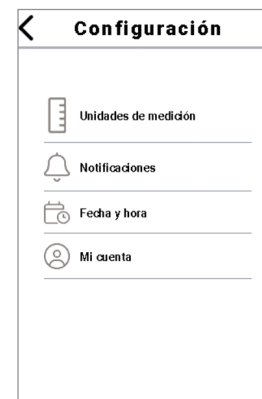 Configuración
Unidades de medición
Notificaciones
Fecha y hora
Mi cuenta